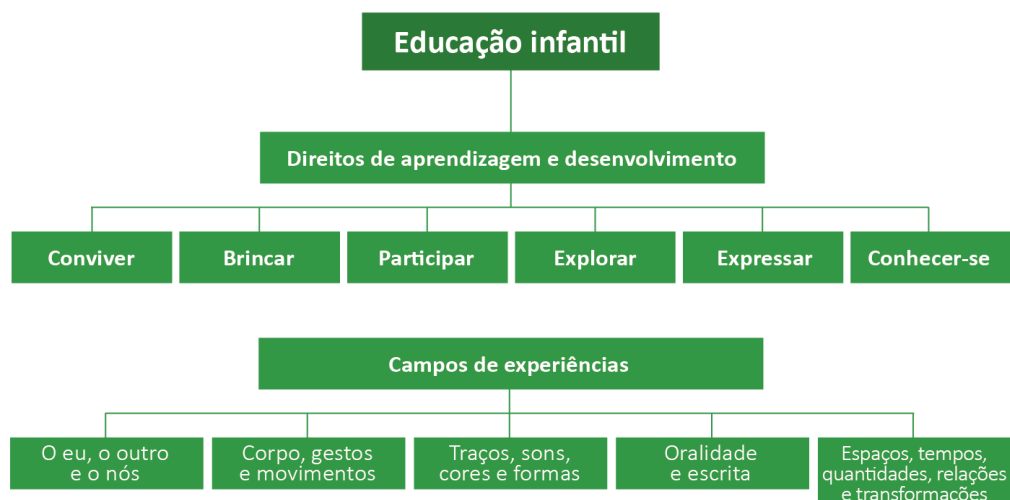 Educação infantil
Direitos de aprendizagem e desenvolvimento
Conviver
Brincar
Participar
Explorar
Expressar
Conhecer-se
Campos de experiências
O eu, o outro
e o nós
Corpo, gestos
e movimentos
Traços, sons,
cores e formas
Oralidade
e escrita
Espaços, tempos,
quantidades, relações
e transformações